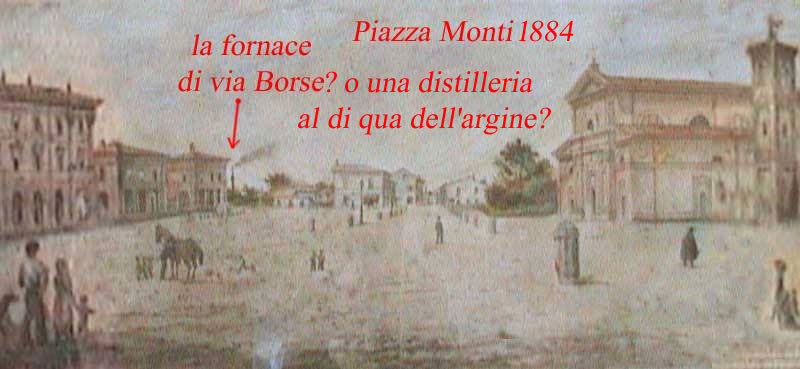 Piazza Monti 1884
la fornace
di via Borse? o una distilleria
al di qua dell'argine?